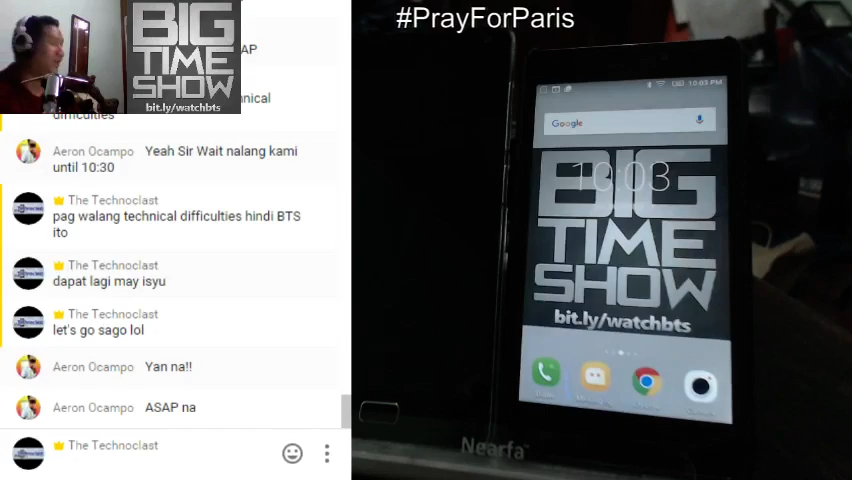 #PrayForParis
BIG
TIME
SHOW
bit.ly/watchbts
AP
nical
difficulties
Aeron Ocampo Yeah Sir Wait nalang kami
until 10:30
The Technoclast
pag walang technical difficulties hindi BTS
ito
The Technoclast
dapat lagi may isyu
The Technoclast
let's go sago lol
Aeron Ocampo Yan na!!
Aeron Ocampo ASAP na
The Technoclast
10:03 PM
Google
10:03
BIG
TIME
SHOW
bit.ly/watchbts
Nearfa